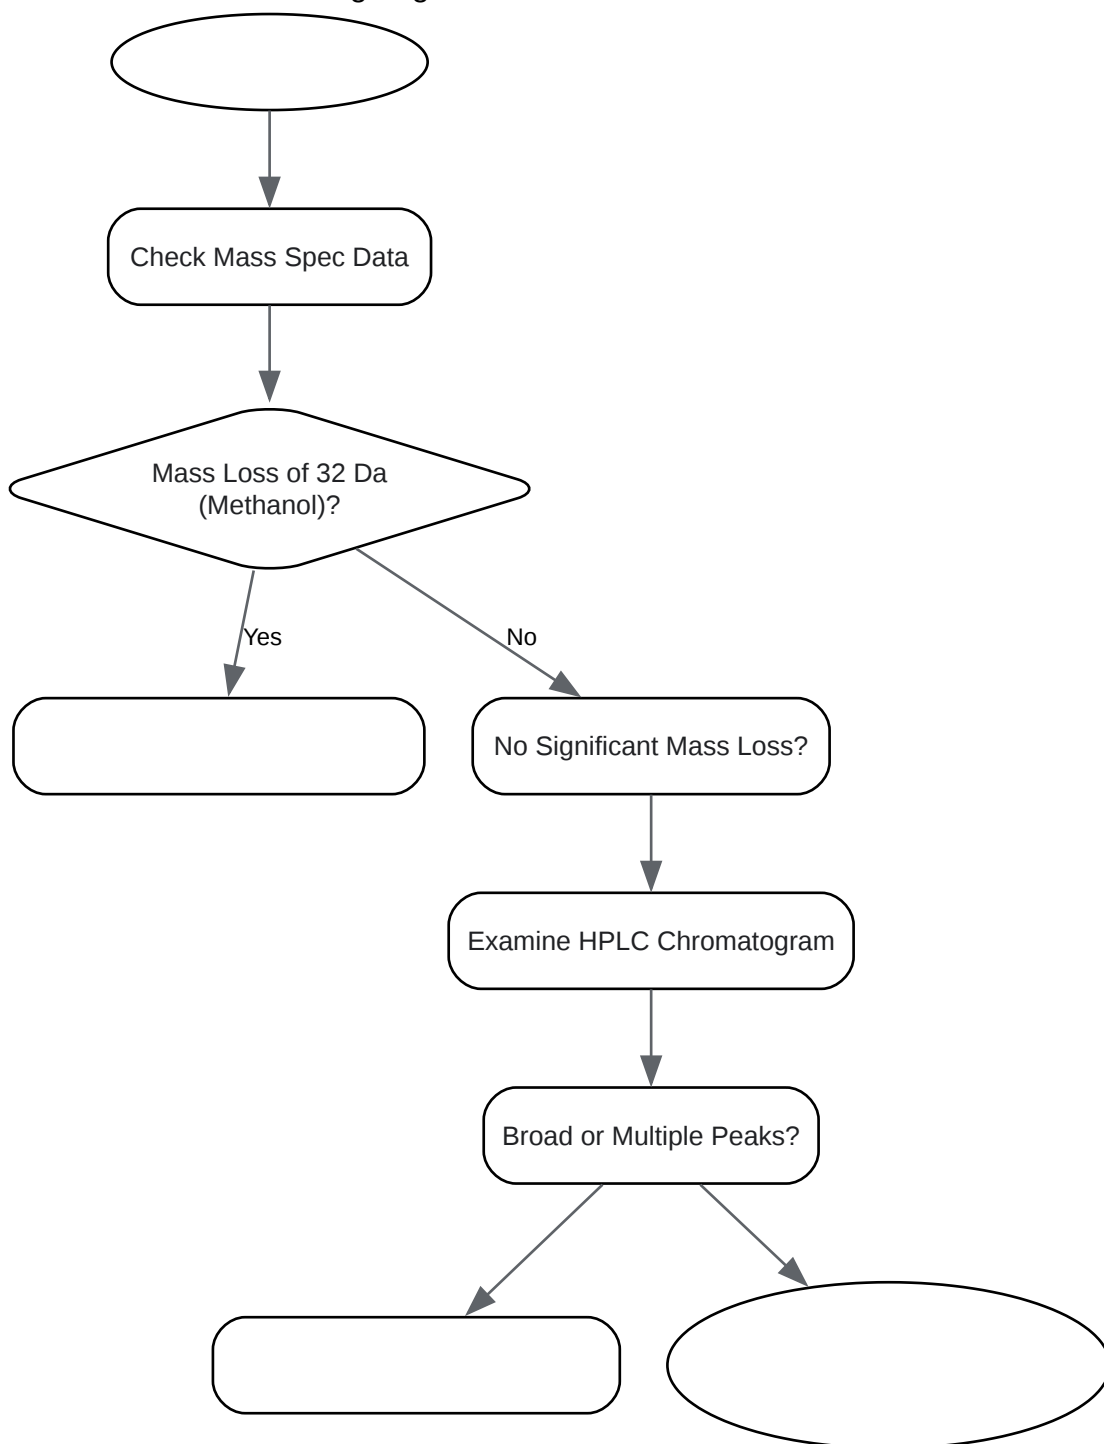 Check Mass Spec Data
Mass Loss of 32 Da
(Methanol)?
Yes
No
No Significant Mass Loss?
Examine HPLC Chromatogram
Broad or Multiple Peaks?